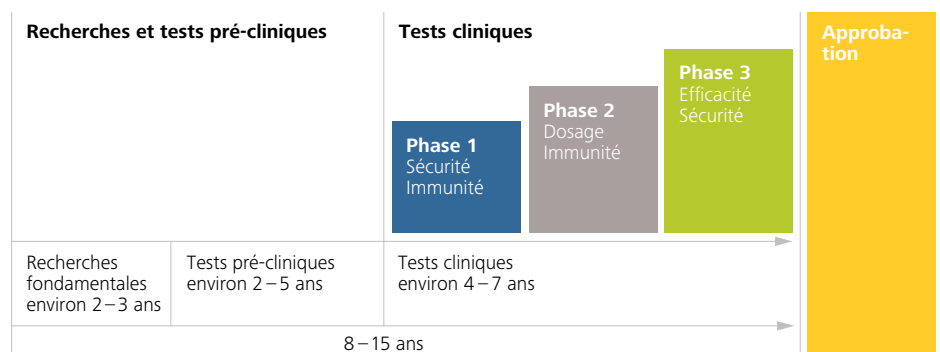 Recherches et tests pré-cliniques
Tests cliniques
Approba-
tion
Phase 1
Sécurité
Immunité
Phase 2
Dosage
Immunité
Phase 3
Efficacité
Sécurité
Recherches
fondamentales
environ 2–3 ans
Tests pré-cliniques
environ 2–5 ans
Tests cliniques
environ 4–7 ans
8–15 ans